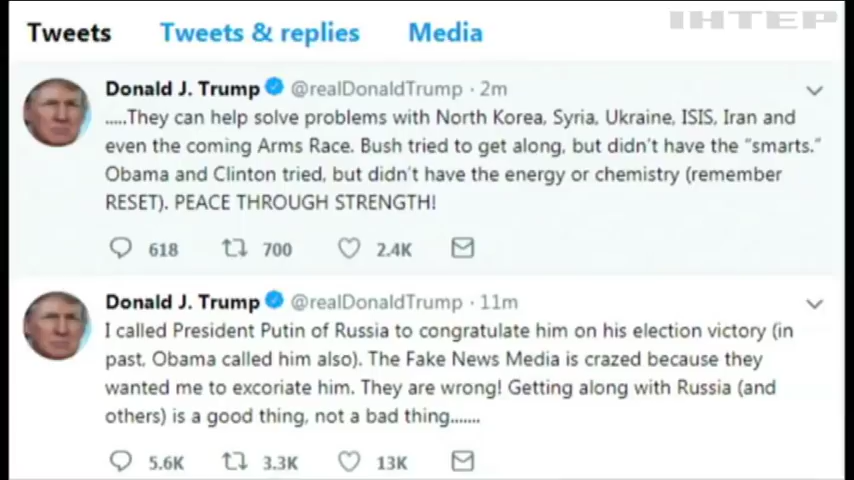 ІНТЕР
Tweets Tweets & replies Media
Donald J. Trump @realDonaldTrump · 2m
.....They can help solve problems with North Korea, Syria, Ukraine, ISIS, Iran and
even the coming Arms Race. Bush tried to get along, but didn't have the “smarts.”
Obama and Clinton tried, but didn't have the energy or chemistry (remember
RESET). PEACE THROUGH STRENGTH!
618 700 2.4K
Donald J. Trump @realDonaldTrump · 11m
I called President Putin of Russia to congratulate him on his election victory (in
past, Obama called him also). The Fake News Media is crazed because they
wanted me to excoriate him. They are wrong! Getting along with Russia (and
others) is a good thing, not a bad thing.......
5.6K 3.3K 13K